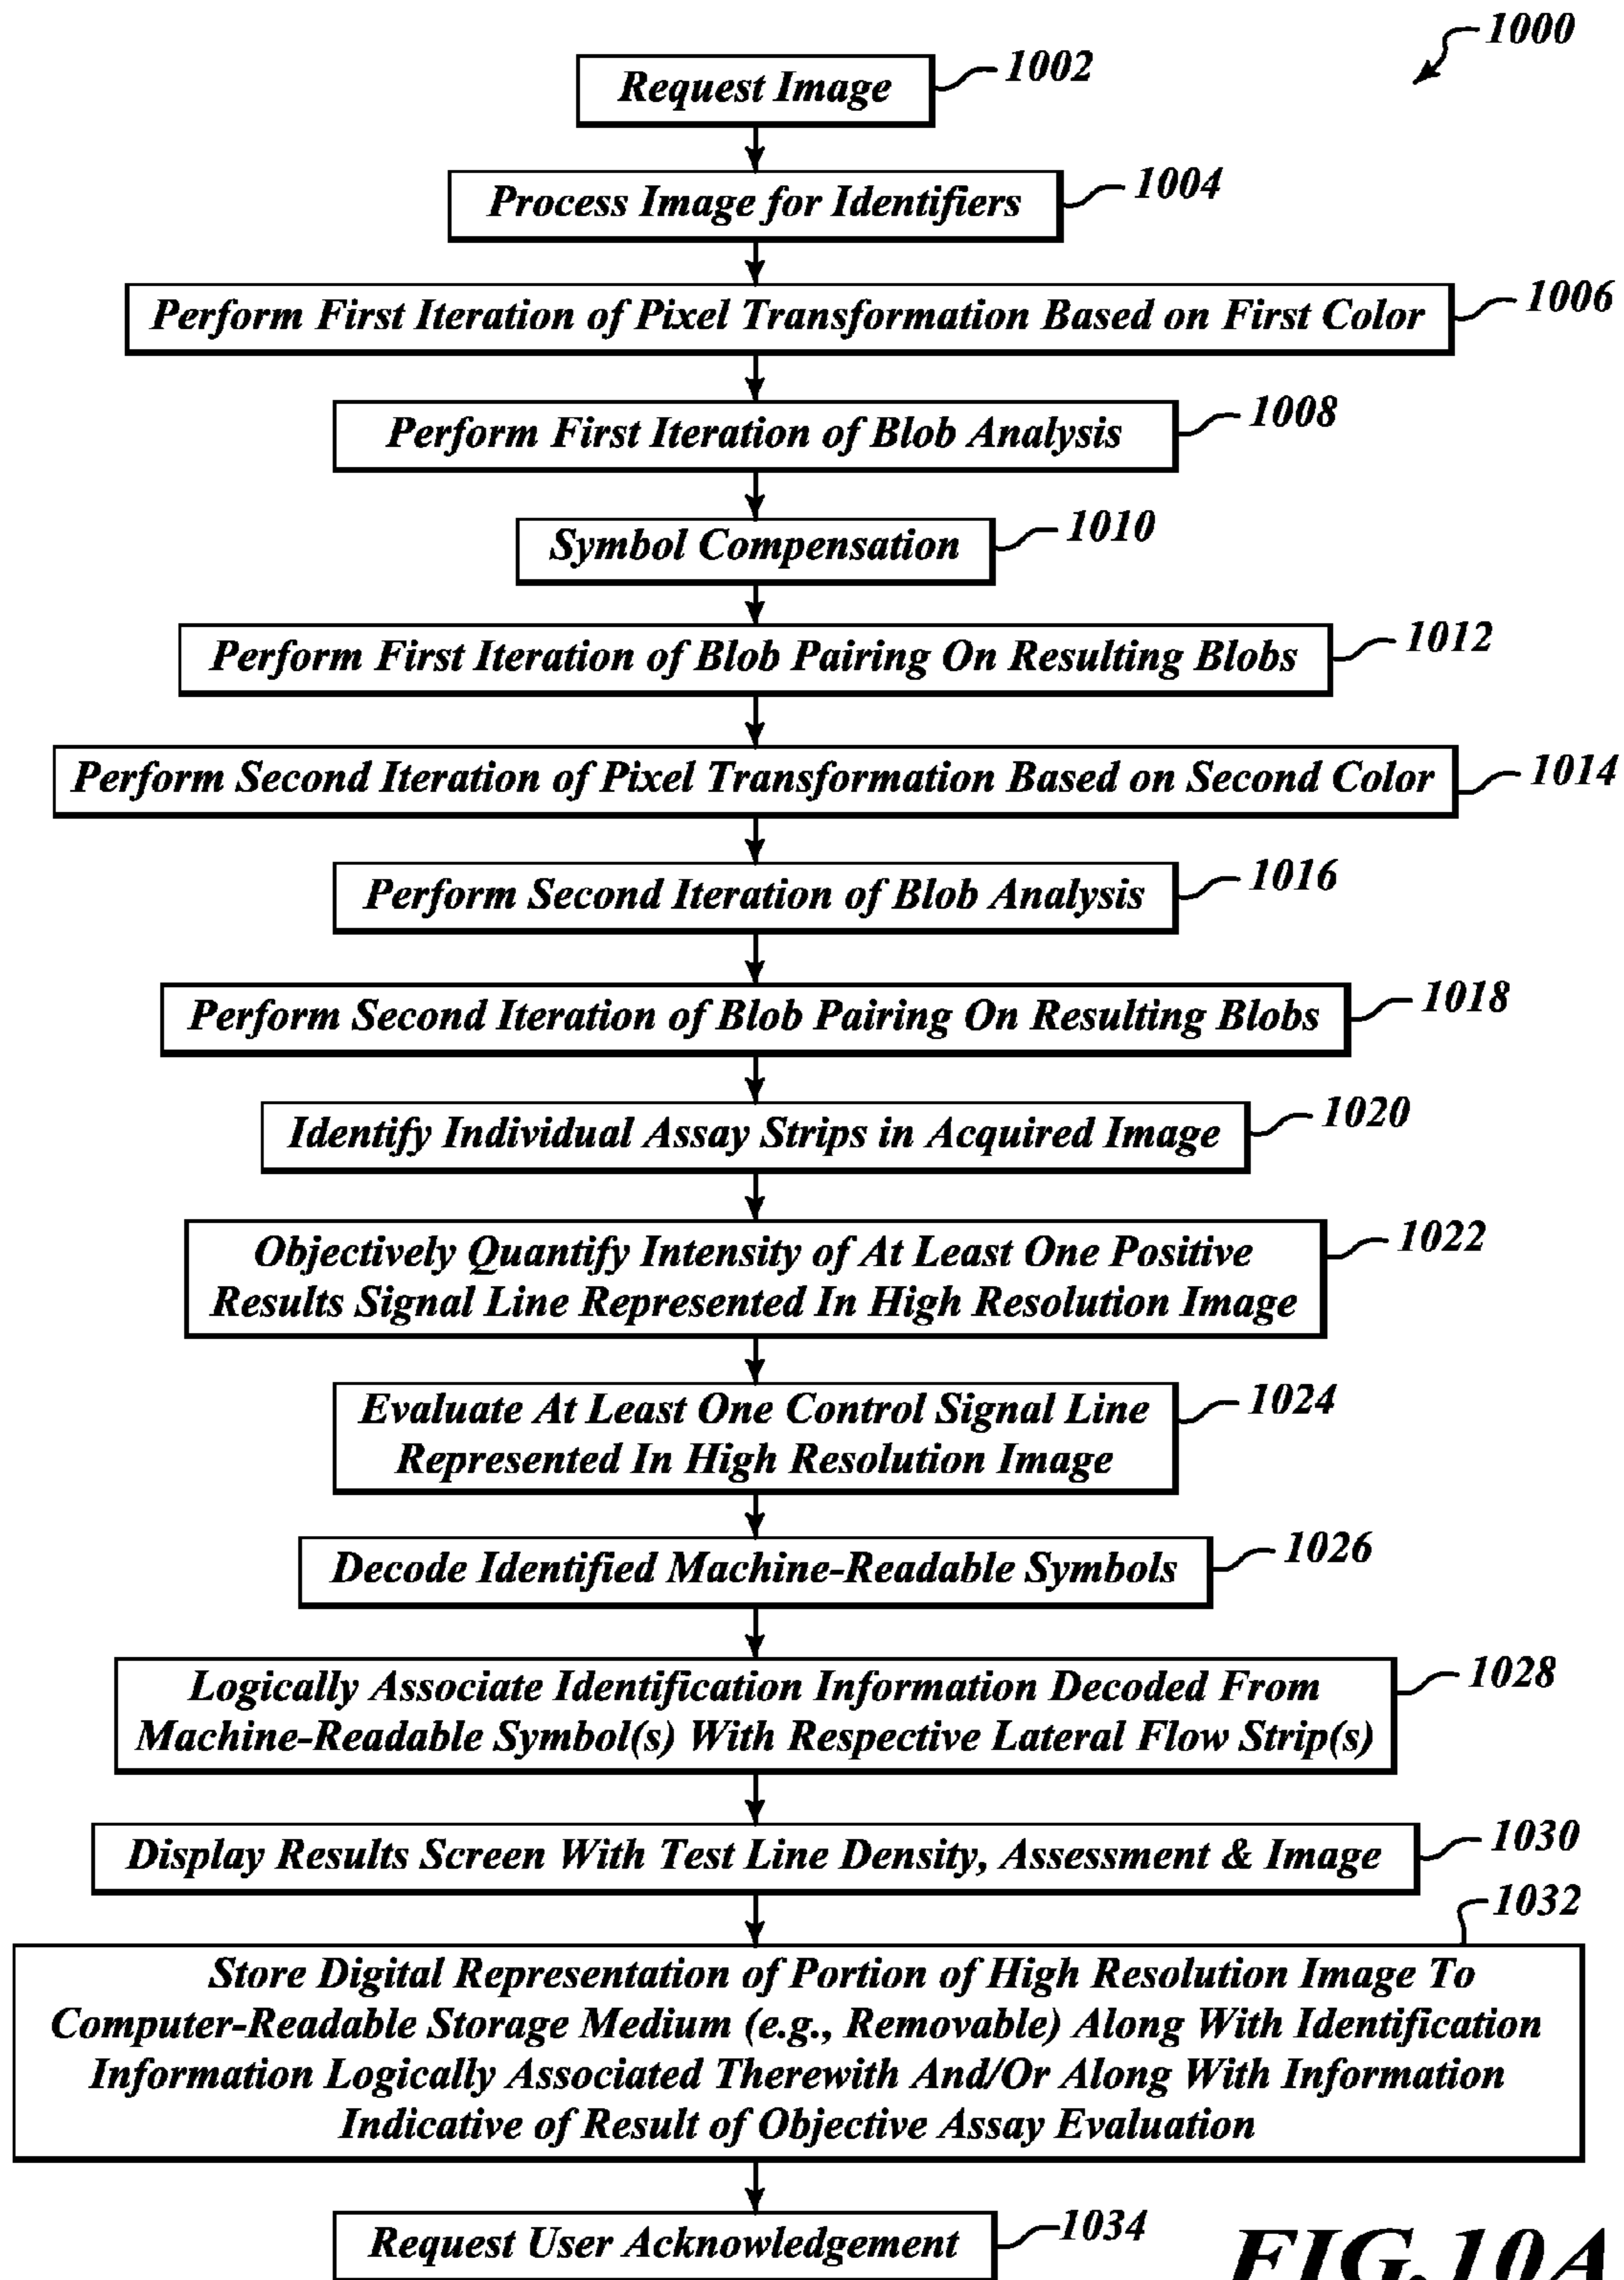 1000
Request Image
1002
Process Image for Identifiers
1004
Perform First Iteration of Pixel Transformation Based on First Color
1006
Perform First Iteration of Blob Analysis
1008
Symbol Compensation
1010
Perform First Iteration of Blob Pairing On Resulting Blobs
1012
Perform Second Iteration of Pixel Transformation Based on Second Color
1014
Perform Second Iteration of Blob Analysis
1016
Perform Second Iteration of Blob Pairing On Resulting Blobs
1018
Identify Individual Assay Strips in Acquired Image
1020
Objectively Quantify Intensity of At Least One Positive
Results Signal Line Represented In High Resolution Image
1022
Evaluate At Least One Control Signal Line
Represented In High Resolution Image
1024
Decode Identified Machine-Readable Symbols
1026
Logically Associate Identification Information Decoded From
Machine-Readable Symbol(s) With Respective Lateral Flow Strip(s)
1028
Display Results Screen With Test Line Density, Assessment & Image
1030
1032
Store Digital Representation of Portion of High Resolution Image To
Computer-Readable Storage Medium (e.g., Removable) Along With Identification
Information Logically Associated Therewith And/Or Along With Information
Indicative of Result of Objective Assay Evaluation
Request User Acknowledgement
1034
FIG.10A